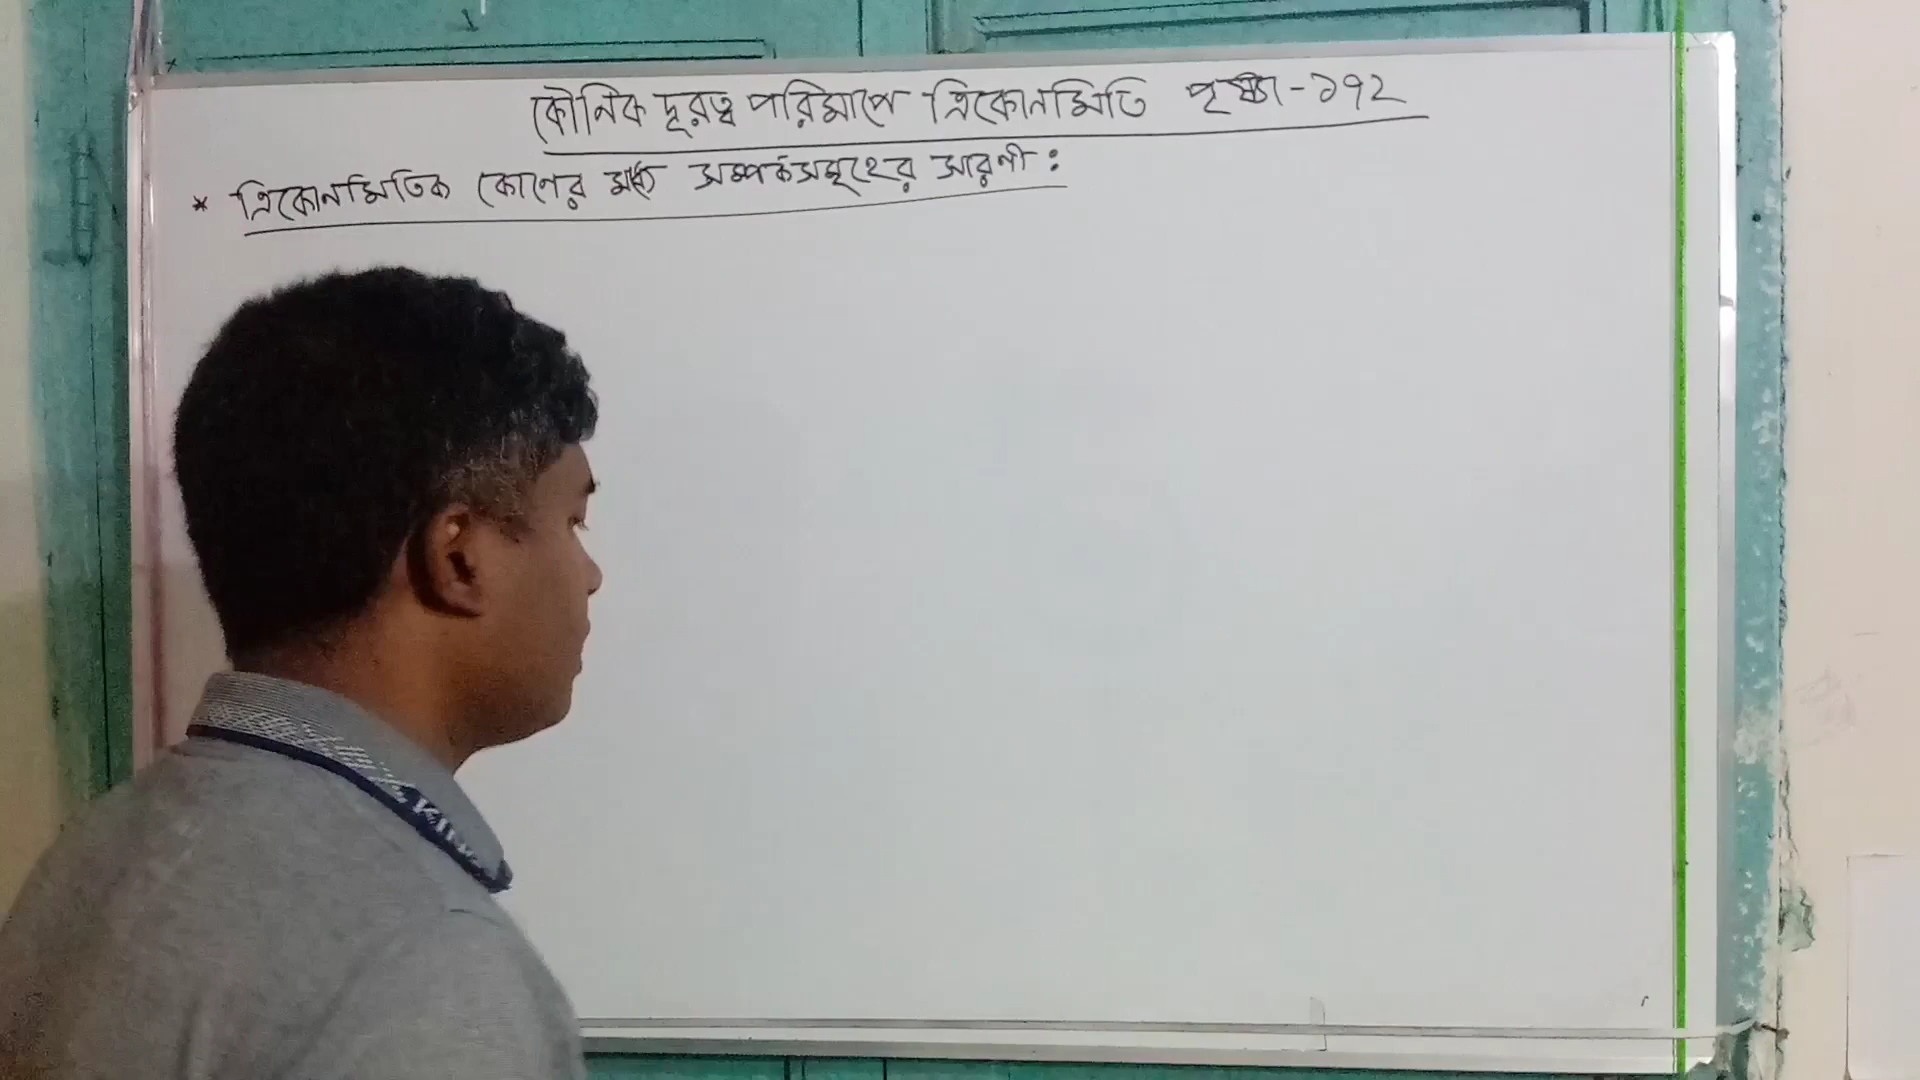 কৌনিক দূরত্ব পরিমাপে ত্রিকোনমিতি পৃষ্ঠা-১৭২
* ত্রিকোনমিতিক কোণের মধ্যে সম্পর্কসমূহের সারণী: